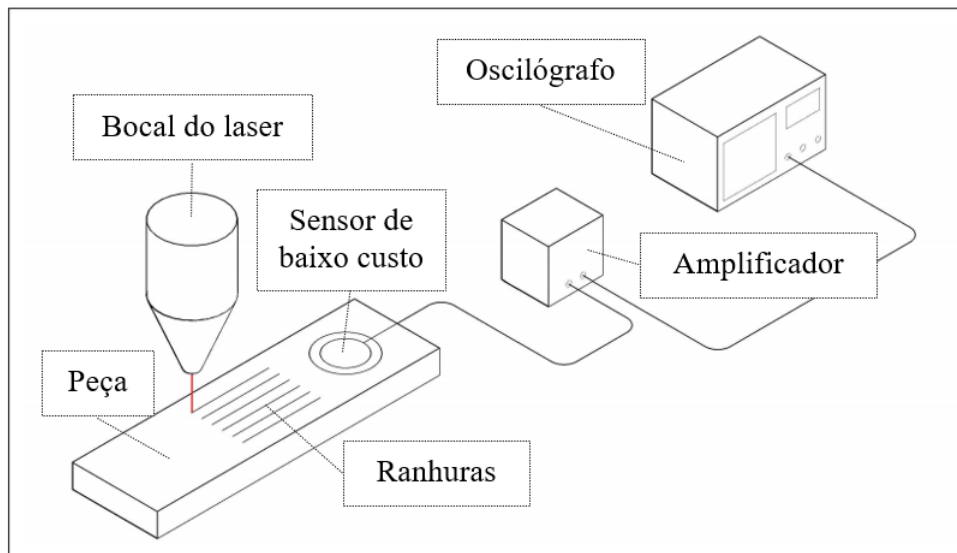 Oscilógrafo
Bocal do laser
Sensor de
baixo custo
Amplificador
Peça
Ranhuras